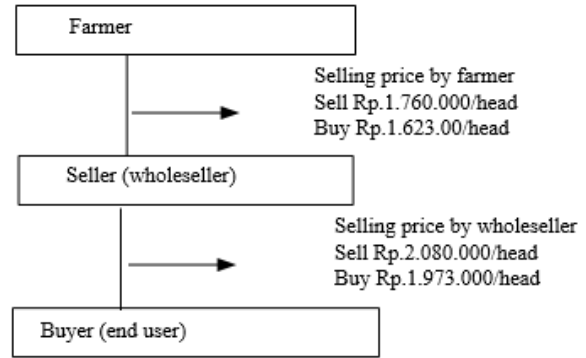 Farmer
Selling price by farmer
Sell Rp.1.760.000/head
Buy Rp.1.623.00/head
Seller (wholeseller)
Selling price by wholeseller
Sell Rp.2.080.000/head
Buy Rp.1.973.000/head
Buyer (end user)